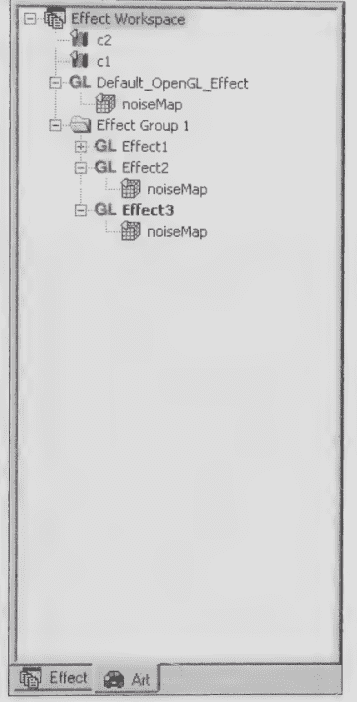 Effect Workspace
c2
c1
GL Default_OpenGL_Effect
noiseMap
Effect Group 1
GL Effect1
GL Effect2
noiseMap
GL Effect3
noiseMap
Effect Art